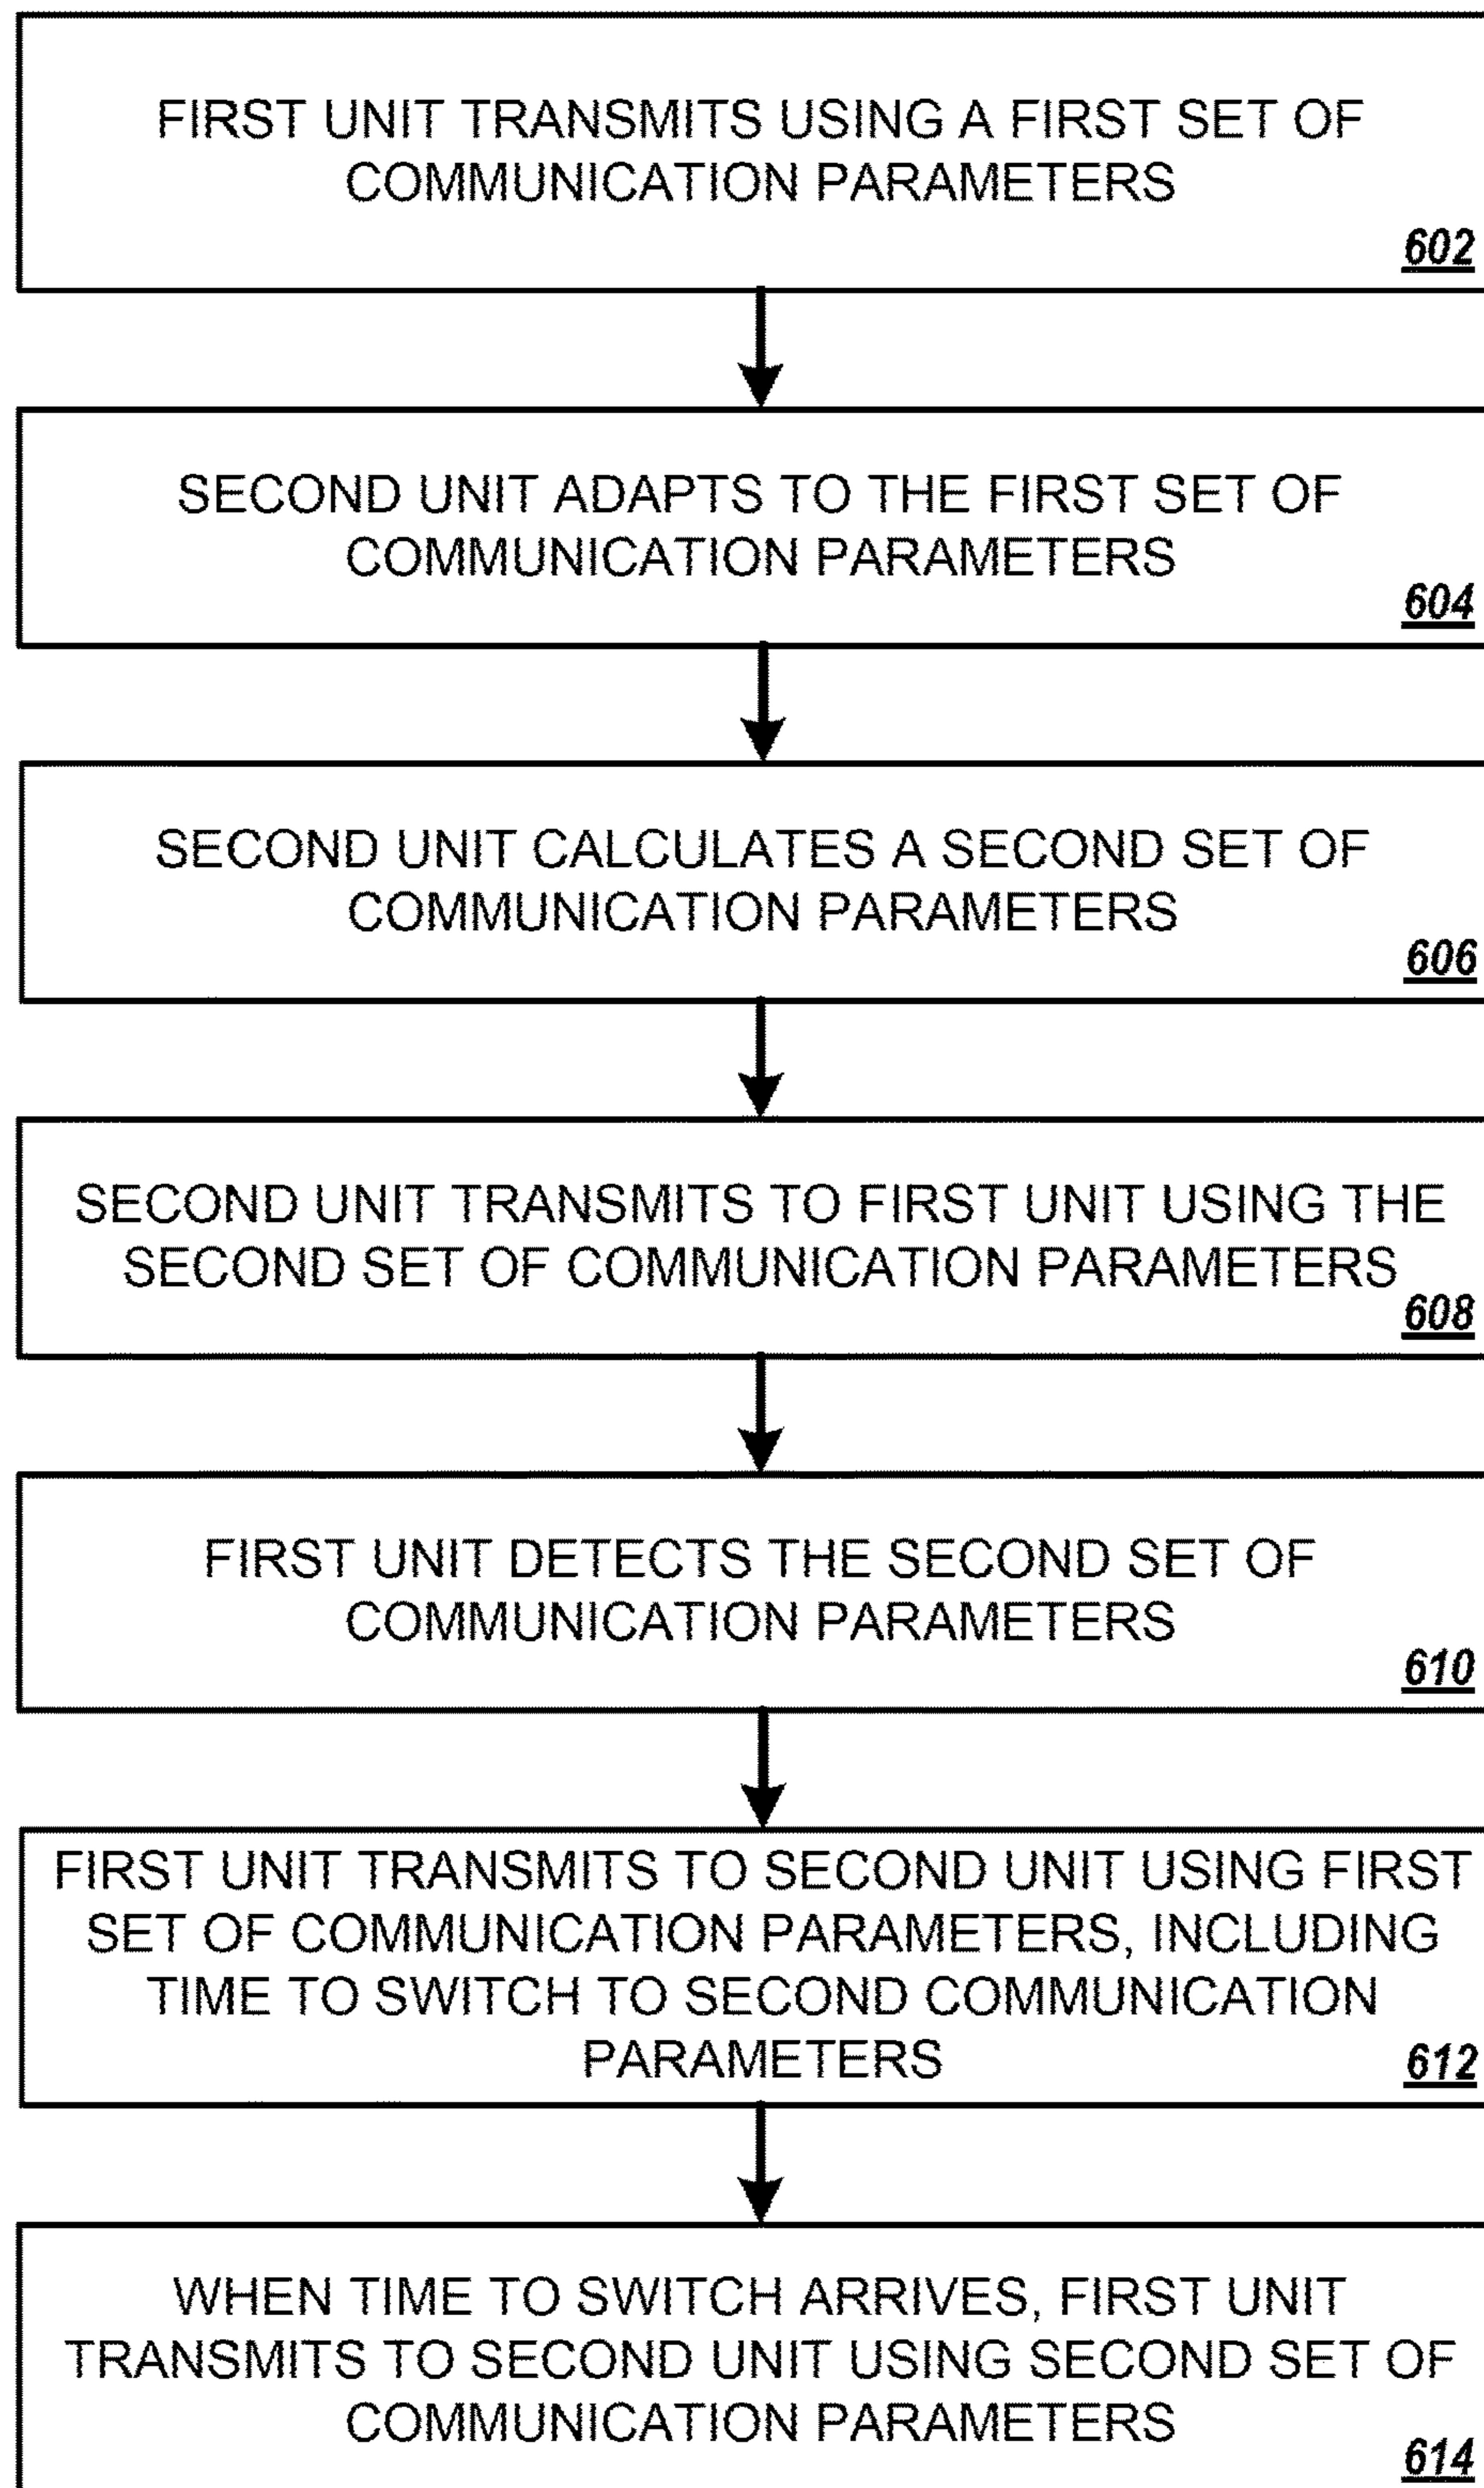 FIRST UNIT TRANSMITS USING A FIRST SET OF
COMMUNICATION PARAMETERS
602
SECOND UNIT ADAPTS TO THE FIRST SET OF
COMMUNICATION PARAMETERS
604
SECOND UNIT CALCULATES A SECOND SET OF
COMMUNICATION PARAMETERS
606
SECOND UNIT TRANSMITS TO FIRST UNIT USING THE
SECOND SET OF COMMUNICATION PARAMETERS
608
FIRST UNIT DETECTS THE SECOND SET OF
COMMUNICATION PARAMETERS
610
FIRST UNIT TRANSMITS TO SECOND UNIT USING FIRST
SET OF COMMUNICATION PARAMETERS, INCLUDING
TIME TO SWITCH TO SECOND COMMUNICATION
PARAMETERS
612
WHEN TIME TO SWITCH ARRIVES, FIRST UNIT
TRANSMITS TO SECOND UNIT USING SECOND SET OF
COMMUNICATION PARAMETERS
614